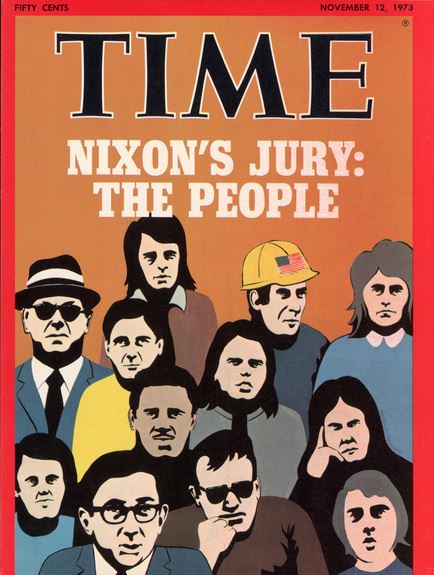 FIFTY CENTS
NOVEMBER 12, 1973
®
TIME
NIXON'S JURY:
THE PEOPLE